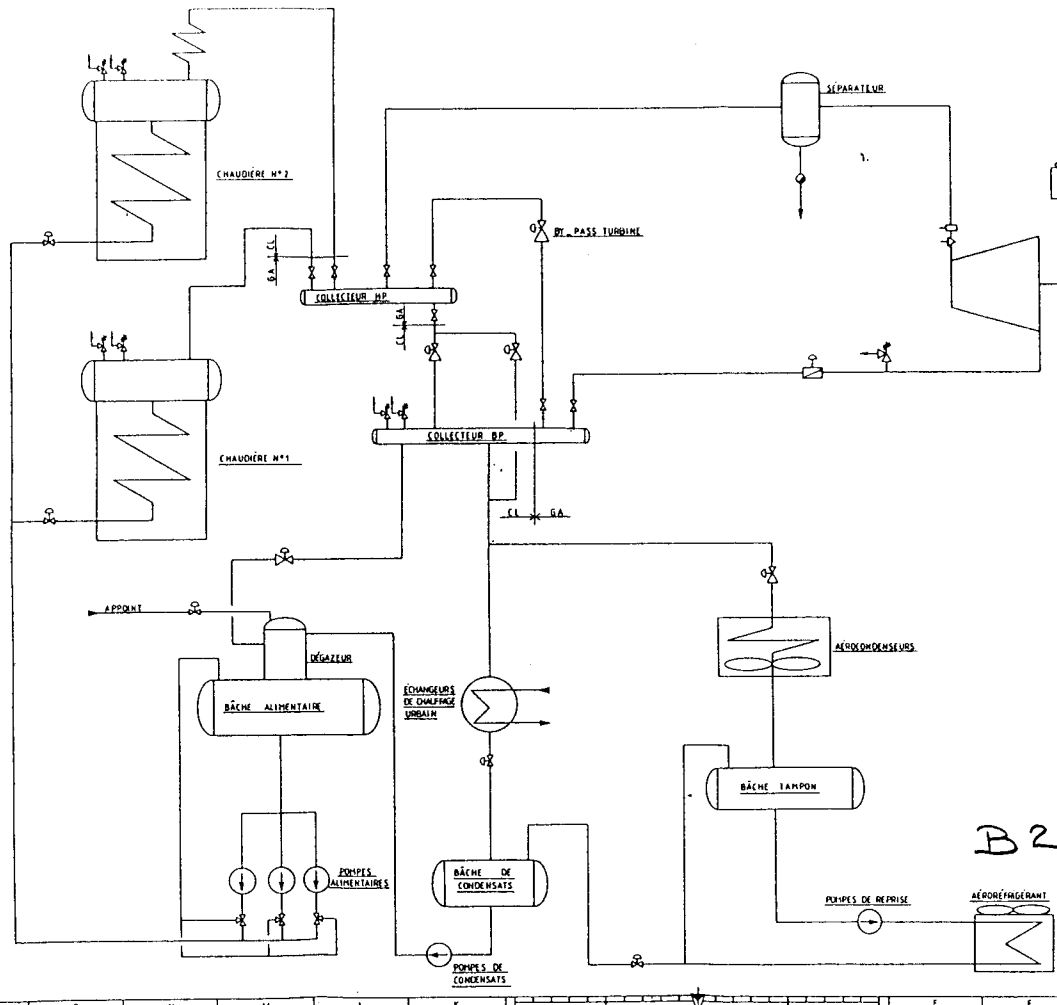 SÉPARATEUR
CHAUDIÈRE N°2
BY_PASS TURBINE
CL
GA
COLLECTEUR HP
GA
CL
COLLECTEUR BP
CHAUDIÈRE N°1
CL
GA
APPOINT
DÉGAZEUR
AÉROCONDENSEURS
BÂCHE ALIMENTAIRE
ÉCHANGEURS
DE CHAUFFAGE
URBAIN
BÂCHE TAMPON
B2
POMPES
ALIMENTAIRES
BÂCHE DE
CONDENSATS
POMPES DE REPRISE
AÉRORÉFRIGÉRANT
POMPES DE
CONDENSATS